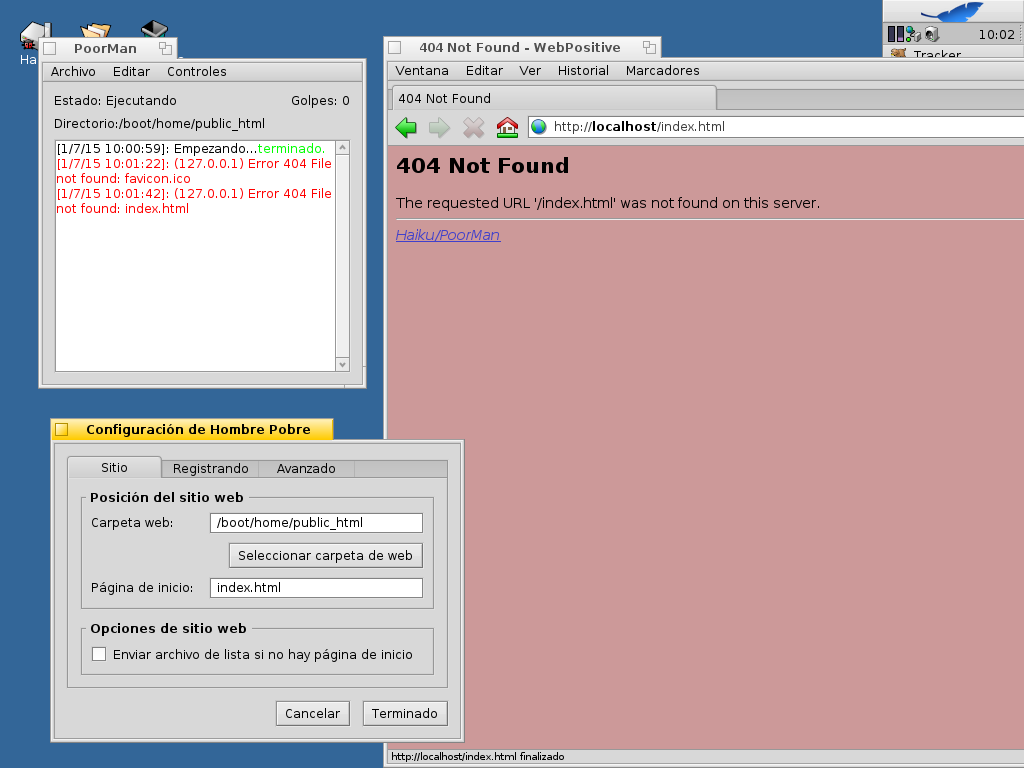 Ha
PoorMan
Archivo Editar Controles
Estado: Ejecutando Golpes: 0
Directorio:/boot/home/public_html
[1/7/15 10:00:59]: Empezando...terminado.
[1/7/15 10:01:22]: (127.0.0.1) Error 404 File
not found: favicon.ico
[1/7/15 10:01:42]: (127.0.0.1) Error 404 File
not found: index.html
404 Not Found - WebPositive
Ventana Editar Ver Historial Marcadores
404 Not Found
http://localhost/index.html
404 Not Found
The requested URL '/index.html' was not found on this server.
Haiku/PoorMan
http://localhost/index.html finalizado
10:02
Tracker
Configuración de Hombre Pobre
Sitio Registrando Avanzado
Posición del sitio web
Carpeta web: /boot/home/public_html
Seleccionar carpeta de web
Página de inicio: index.html
Opciones de sitio web
Enviar archivo de lista si no hay página de inicio
Cancelar Terminado